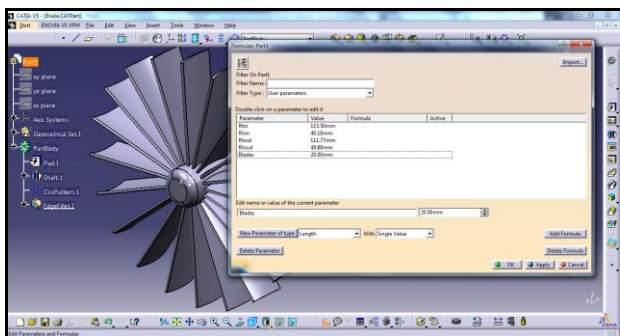 CATIA V5 - [Blade.CATPart]
Start ENOVIA V5 VPM File Edit View Insert Tools Window Help
Part1
xy plane
yz plane
zx plane
Axis Systems
Geometrical Set.1
PartBody
Pad.1
Shaft.1
CircPattern.1
EdgeFillet.1
Formulas: Part1
Import...
Filter On Part1
Filter Name :
Filter Type : User parameters
Double click on a parameter to edit it
Parameter Value Formula Active
Rtin
Rhin
Rtout 111.77mm
Rhout 49.88mm
Blades 20.00mm
Edit name or value of the current parameter
Blades 20.00mm
New Parameter of type Length With Single Value Add Formula
Delete Parameter Delete Formula
OK Apply Cancel
Edit Parameters and Formulas